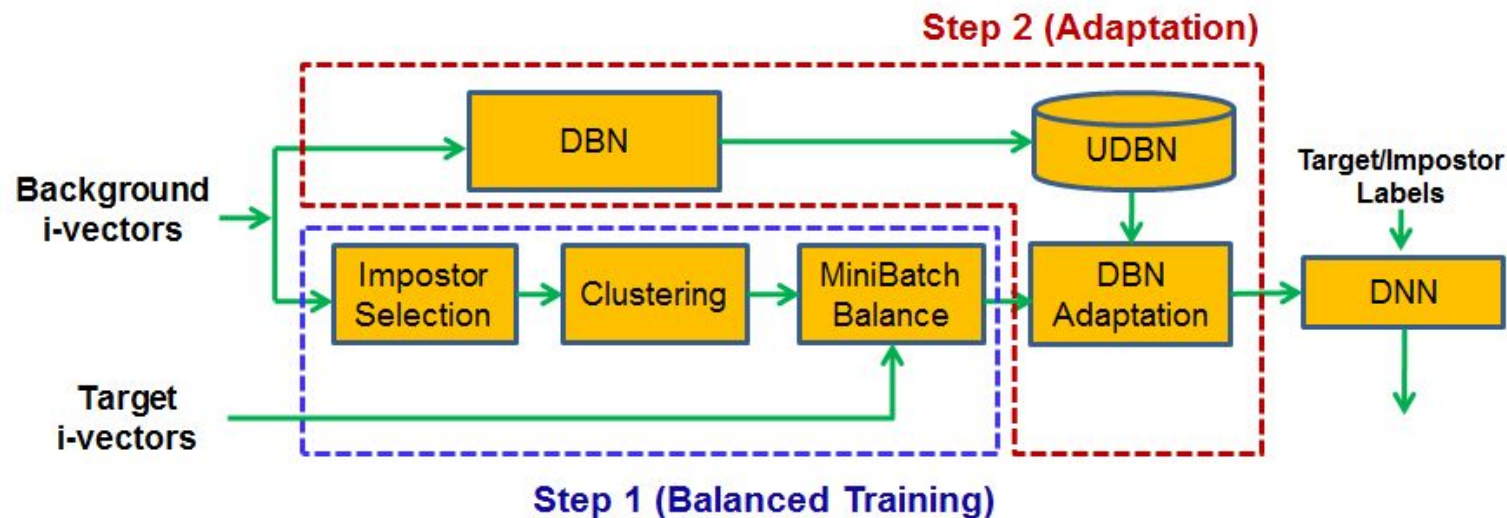 Step 2 (Adaptation)
DBN
UDBN
Target/Impostor
Labels
Background
i-vectors
Impostor
Selection
Clustering
MiniBatch
Balance
DBN
Adaptation
DNN
Target
i-vectors
Step 1 (Balanced Training)